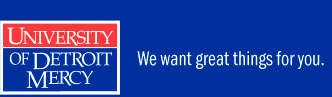 UNIVERSITY
OF DETROIT
MERCY
We want great things for you.